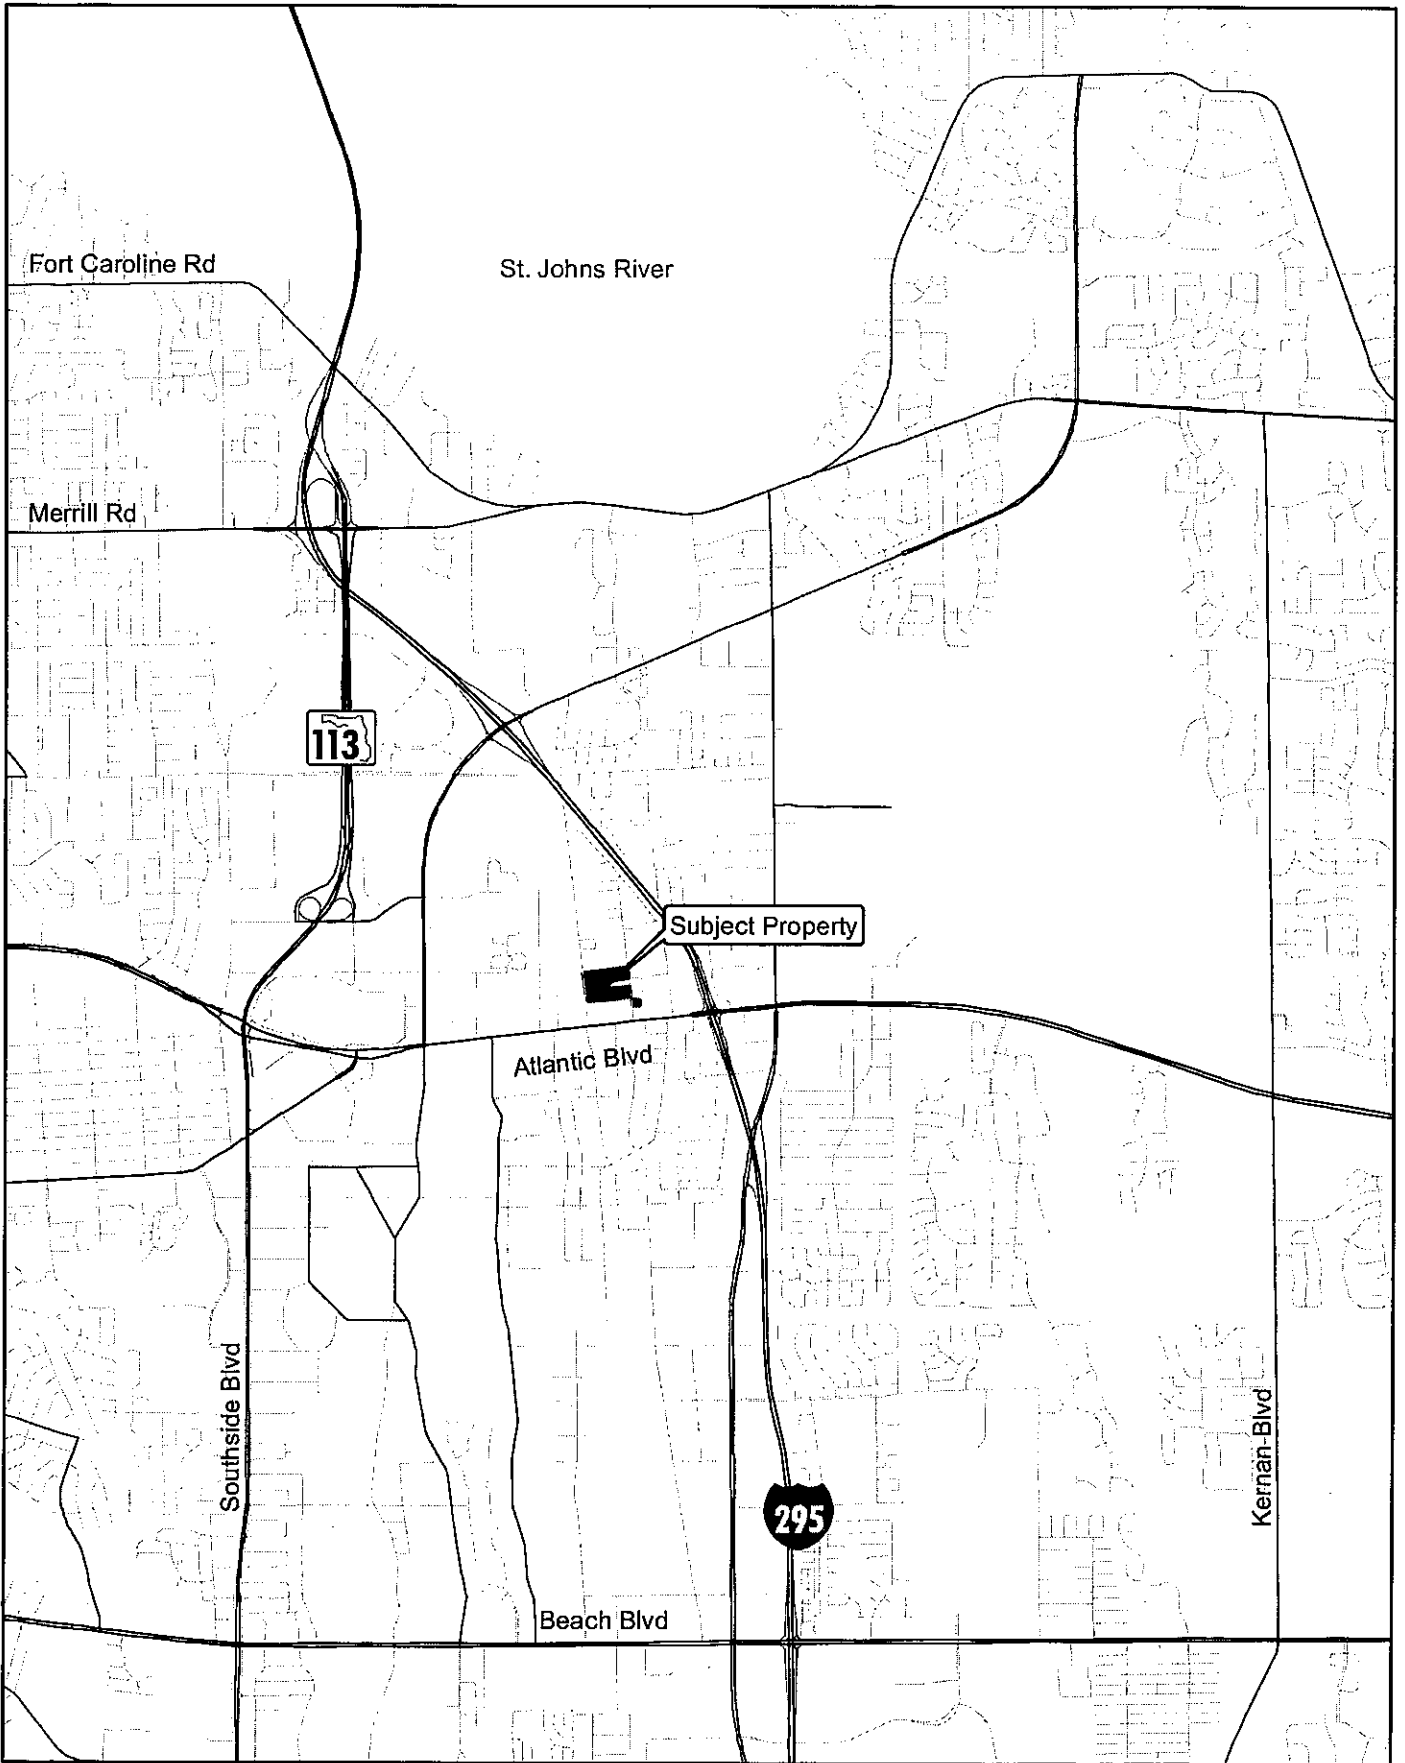 Fort Caroline Rd
St. Johns River
Merrill Rd
113
Subject Property
Atlantic Blvd
Southside Blvd
Kernan Blvd
295
Beach Blvd